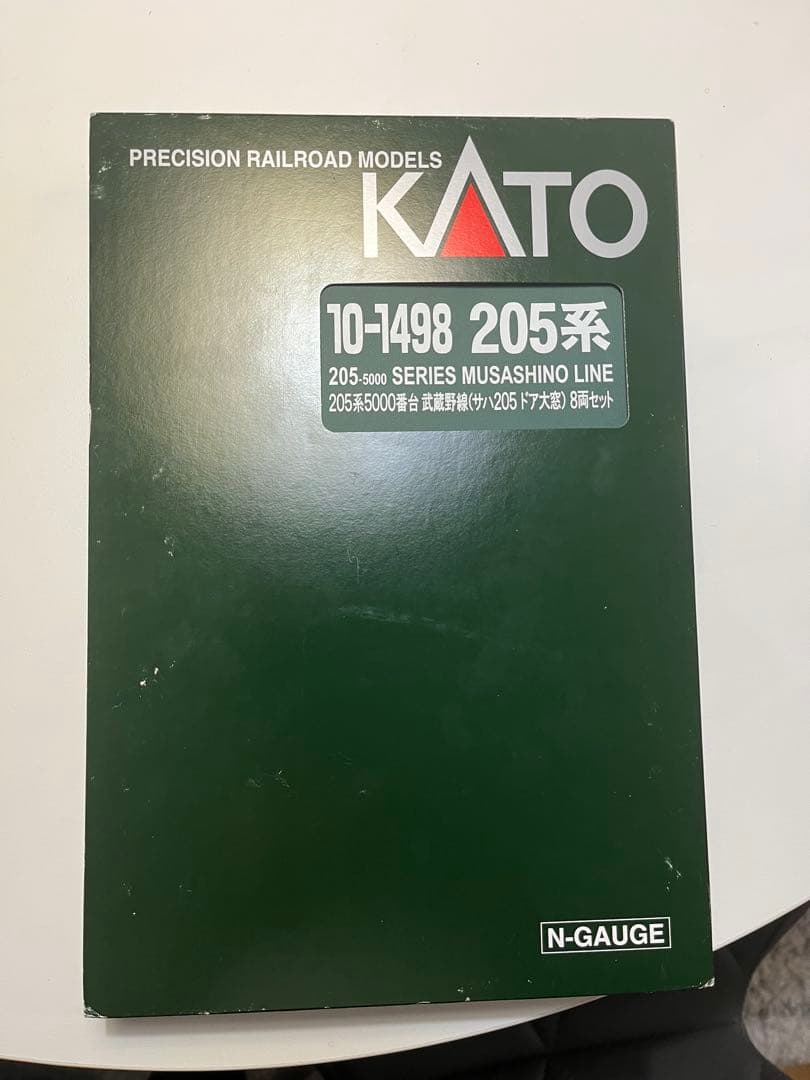 PRECISION RAILROAD MODELS
KATO
10-1498 205系
205-5000 SERIES MUSASHINO LINE
205系5000番台 武蔵野線(サハ205 ドア大窓) 8両セット
N-GAUGE